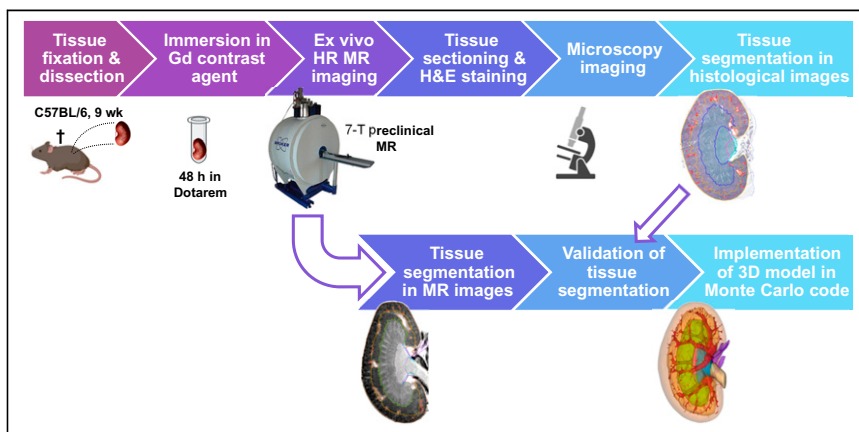 Tissue
fixation &
dissection
Immersion in
Gd contrast
agent
Ex vivo
HR MR
imaging
Tissue
sectioning &
H&E staining
Microscopy
imaging
Tissue
segmentation in
histological images
C57BL/6, 9 wk
†
48 h in
Dotarem
BRUKER
7-T preclinical
MR
Tissue
segmentation
in MR images
Validation of
tissue
segmentation
Implementation
of 3D model in
Monte Carlo code